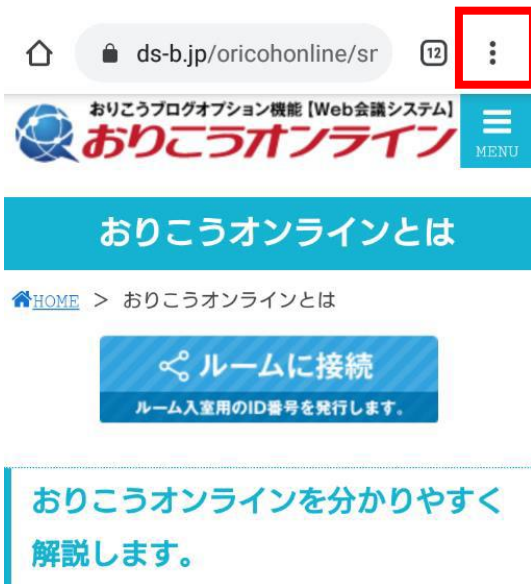 ds-b.jp/oricohonline/sr
12
おりこうブログオプション機能【Web会議システム】
おりこうオンライン
MENU
おりこうオンラインとは
HOME > おりこうオンラインとは
ルームに接続
ルーム入室用のID番号を発行します。
おりこうオンラインを分かりやすく
解説します。